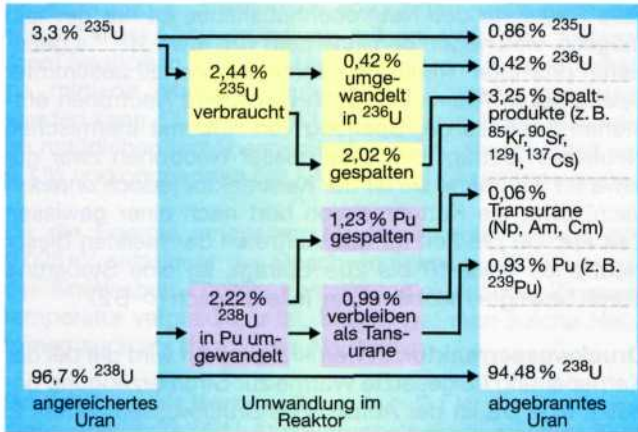 3,3 % ²³⁵U
2,44 %
²³⁵U
verbraucht
0,42 %
umge-
wandelt
in ²³⁶U
2,02 %
gespalten
1,23 % Pu
gespalten
2,22 %
²³⁸U
in Pu um-
gewandelt
0,99 %
verbleiben
als Tans-
urane
96,7 % ²³⁸U
0,86 % ²³⁵U
0,42 % ²³⁶U
3,25 % Spalt-
produkte (z. B.
⁸⁵Kr, ⁹⁰Sr,
¹²⁹I, ¹³⁷Cs)
0,06 %
Transurane
(Np, Am, Cm)
0,93 % Pu (z. B.
²³⁹Pu)
94,48 % ²³⁸U
angereichertes
Uran
Umwandlung im
Reaktor
abgebranntes
Uran